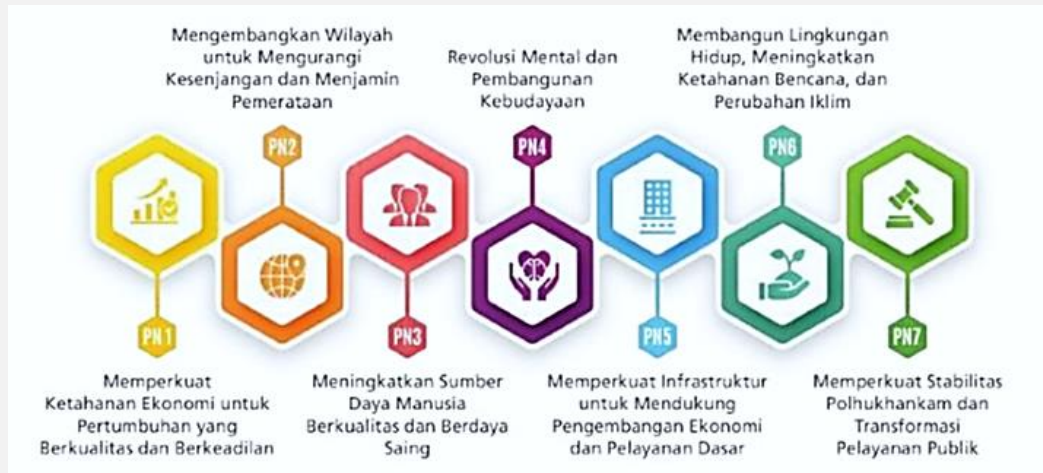 Mengembangkan Wilayah
untuk Mengurangi
Kesenjangan dan Menjamin
Pemerataan
Revolusi Mental dan
Pembangunan
Kebudayaan
Membangun Lingkungan
Hidup, Meningkatkan
Ketahanan Bencana, dan
Perubahan Iklim
PN2
PN4
PN6
PN1
PN3
PN5
PN7
Memperkuat
Ketahanan Ekonomi untuk
Pertumbuhan yang
Berkualitas dan Berkeadilan
Meningkatkan Sumber
Daya Manusia
Berkualitas dan Berdaya
Saing
Memperkuat Infrastruktur
untuk Mendukung
Pengembangan Ekonomi
dan Pelayanan Dasar
Memperkuat Stabilitas
Polhukhankam dan
Transformasi
Pelayanan Publik